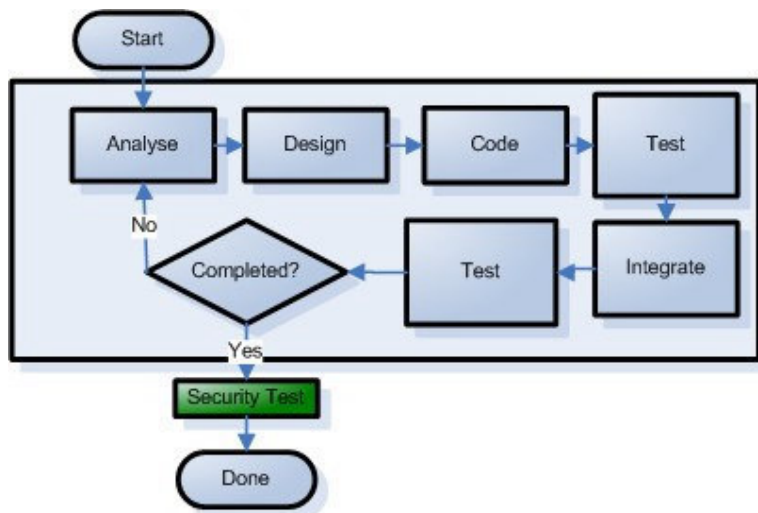 Start
Analyse
Design
Code
Test
Integrate
Test
Completed?
No
Yes
Security Test
Done